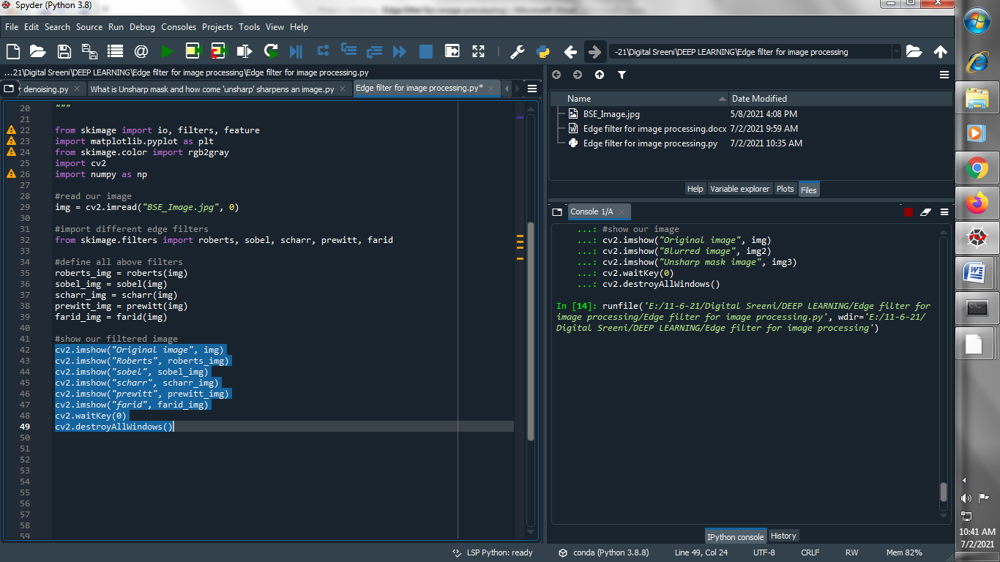 Spyder (Python 3.8)
Edge filter for image processing - Microsoft Word
File Edit Search Source Run Debug Consoles Projects Tools View Help
-21\Digital Sreeni\DEEP LEARNING\Edge filter for image processing
...21\Digital Sreeni\DEEP LEARNING\Edge filter for image processing\Edge filter for image processing.py
denoising.py
What is Unsharp mask and how come 'unsharp' sharpens an image.py
Edge filter for image processing.py*
20 """
21
22 from skimage import io, filters, feature
23 import matplotlib.pyplot as plt
24 from skimage.color import rgb2gray
25 import cv2
26 import numpy as np
27
28 #read our image
29 img = cv2.imread("BSE_Image.jpg", 0)
30
31 #import different edge filters
32 from skimage.filters import roberts, sobel, scharr, prewitt, farid
33
34 #define all above filters
35 roberts_img = roberts(img)
36 sobel_img = sobel(img)
37 scharr_img = scharr(img)
38 prewitt_img = prewitt(img)
39 farid_img = farid(img)
40
41 #show our filtered image
42 cv2.imshow("Original image", img)
43 cv2.imshow("Roberts", roberts_img)
44 cv2.imshow("sobel", sobel_img)
45 cv2.imshow("scharr", scharr_img)
46 cv2.imshow("prewitt", prewitt_img)
47 cv2.imshow("farid", farid_img)
48 cv2.waitKey(0)
49 cv2.destroyAllWindows()
50
51
52
53
54
55
56
57
58
59
Name Date Modified
BSE_Image.jpg 5/8/2021 4:08 PM
Edge filter for image processing.docx 7/2/2021 9:59 AM
Edge filter for image processing.py 7/2/2021 10:35 AM
Help Variable explorer Plots Files
Console 1/A
...: #show our image
...: cv2.imshow("Original image", img)
...: cv2.imshow("Blurred image", img2)
...: cv2.imshow("Unsharp mask image", img3)
...: cv2.waitKey(0)
...: cv2.destroyAllWindows()
In [14]: runfile('E:/11-6-21/Digital Sreeni/DEEP LEARNING/Edge filter for
image processing/Edge filter for image processing.py', wdir='E:/11-6-21/
Digital Sreeni/DEEP LEARNING/Edge filter for image processing')
IPython console History
LSP Python: ready conda (Python 3.8.8) Line 49, Col 24 UTF-8 CRLF RW Mem 82%
10:41 AM
7/2/2021